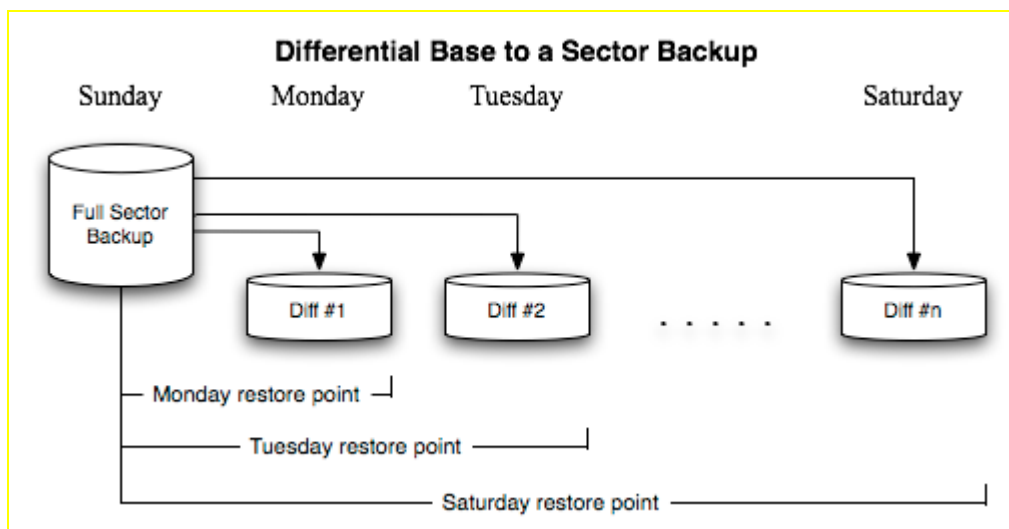 Differential Base to a Sector Backup
Sunday Monday Tuesday Saturday
Full Sector
Backup
Diff #1 Diff #2 . . . . . Diff #n
Monday restore point
Tuesday restore point
Saturday restore point